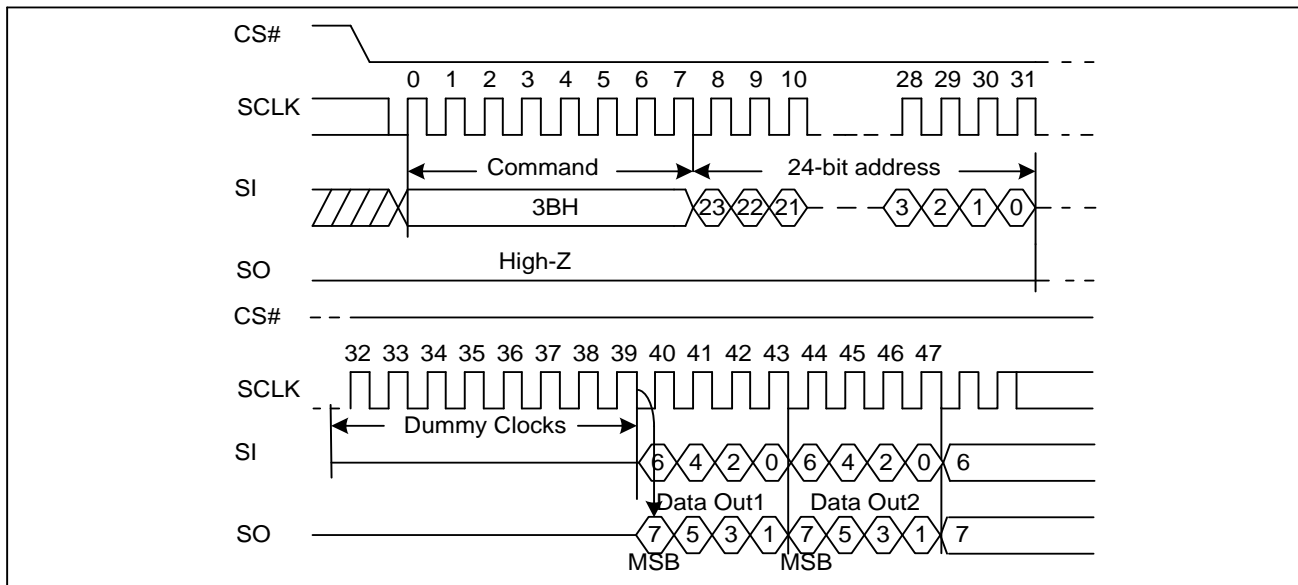 CS#
0 1 2 3 4 5 6 7 8 9 10 28 29 30 31
SCLK
Command 24-bit address
SI
3BH 23 22 21 3 2 1 0
High-Z
SO
CS#
32 33 34 35 36 37 38 39 40 41 42 43 44 45 46 47
SCLK
Dummy Clocks
SI
6 4 2 0 6 4 2 0 6
Data Out1 Data Out2
SO
7 5 3 1 7 5 3 1 7
MSB MSB